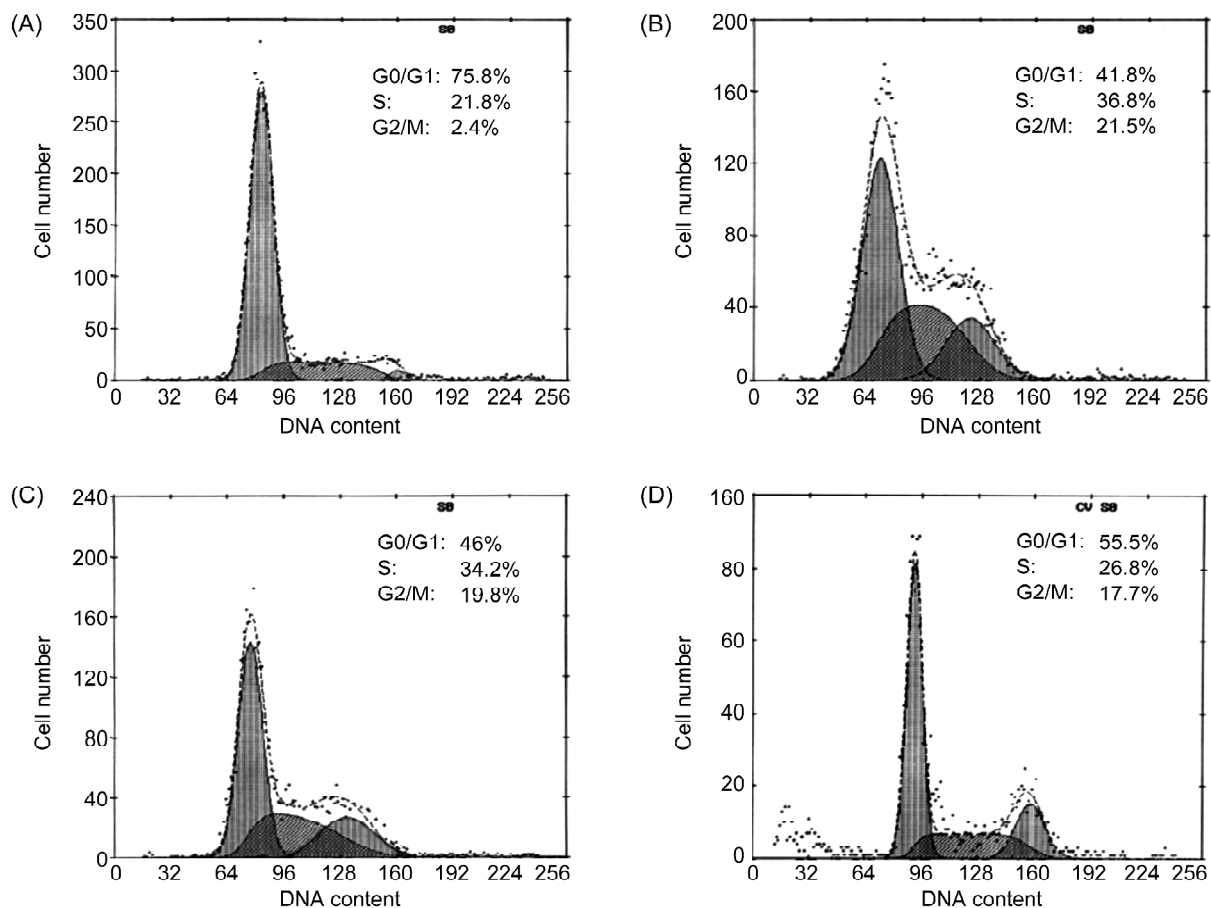 (A)
350
300
250
200
150
100
50
0
Cell number
se
G0/G1: 75.8%
S: 21.8%
G2/M: 2.4%
0 32 64 96 128 192 224 256
DNA content
(B)
200
160
120
80
40
0
Cell number
se
G0/G1: 41.8%
S: 36.8%
G2/M: 21.5%
0 32 64 96 128 160 192 224 256
DNA content
(C)
240
200
160
120
80
40
0
Cell number
se
G0/G1: 46%
S: 34.2%
G2/M: 19.8%
0 32 64 96 128 160 192 224 256
DNA content
(D)
160
80
60
40
20
0
Cell number
CV se
G0/G1: 55.5%
S: 26.8%
G2/M: 17.7%
0 32 64 96 128 160 192 224 256
DNA content